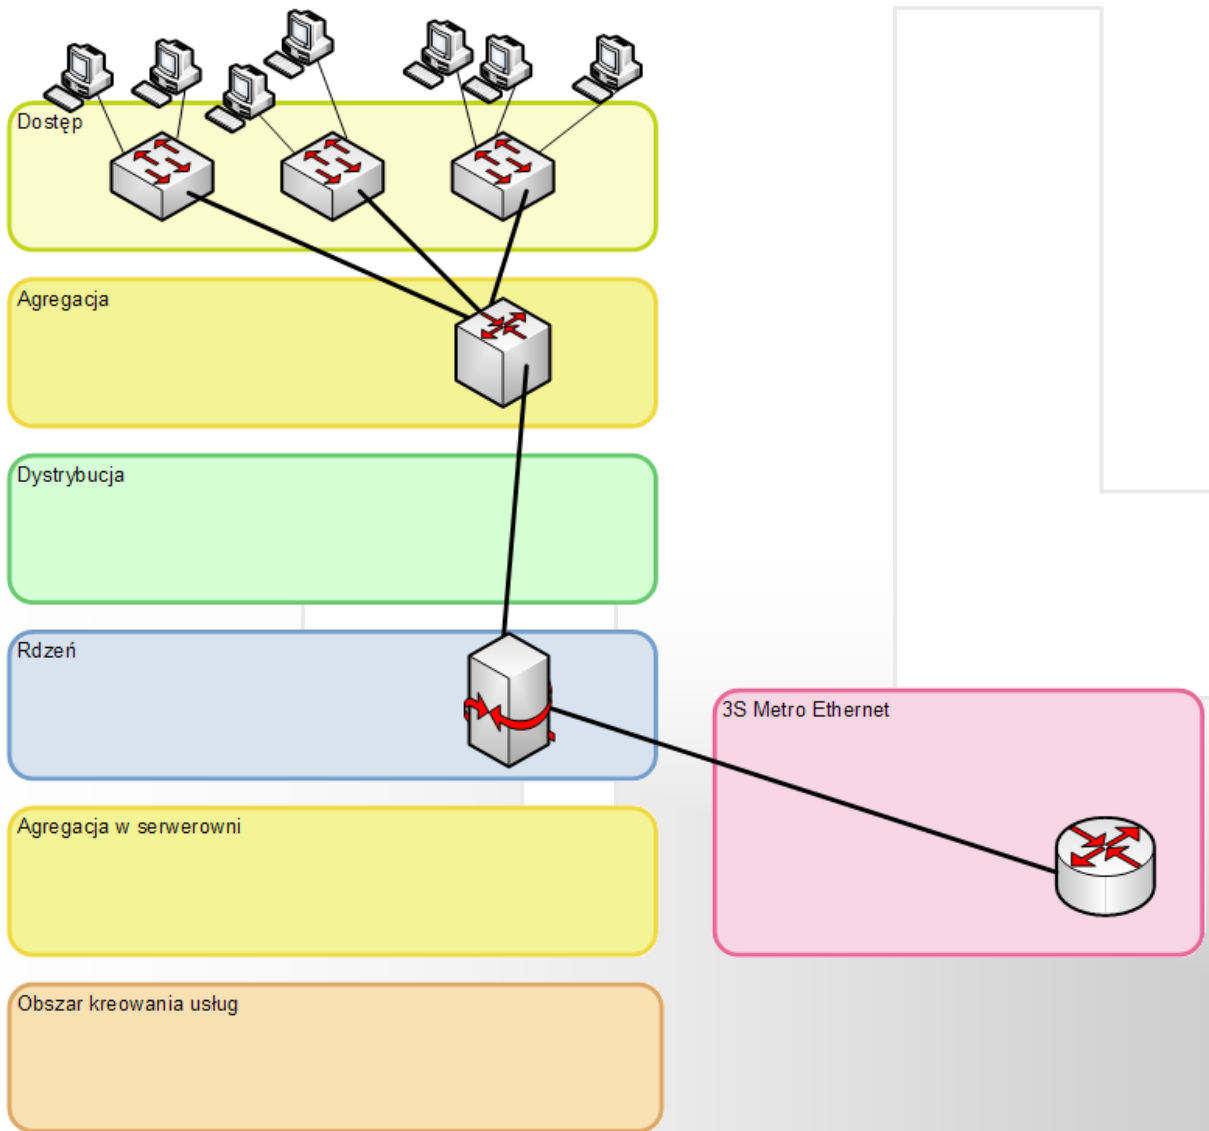 Dostęp
Agregacja
Dystrybucja
Rdzeń
3S Metro Ethernet
Agregacja w serwerowni
Obszar kreowania usług